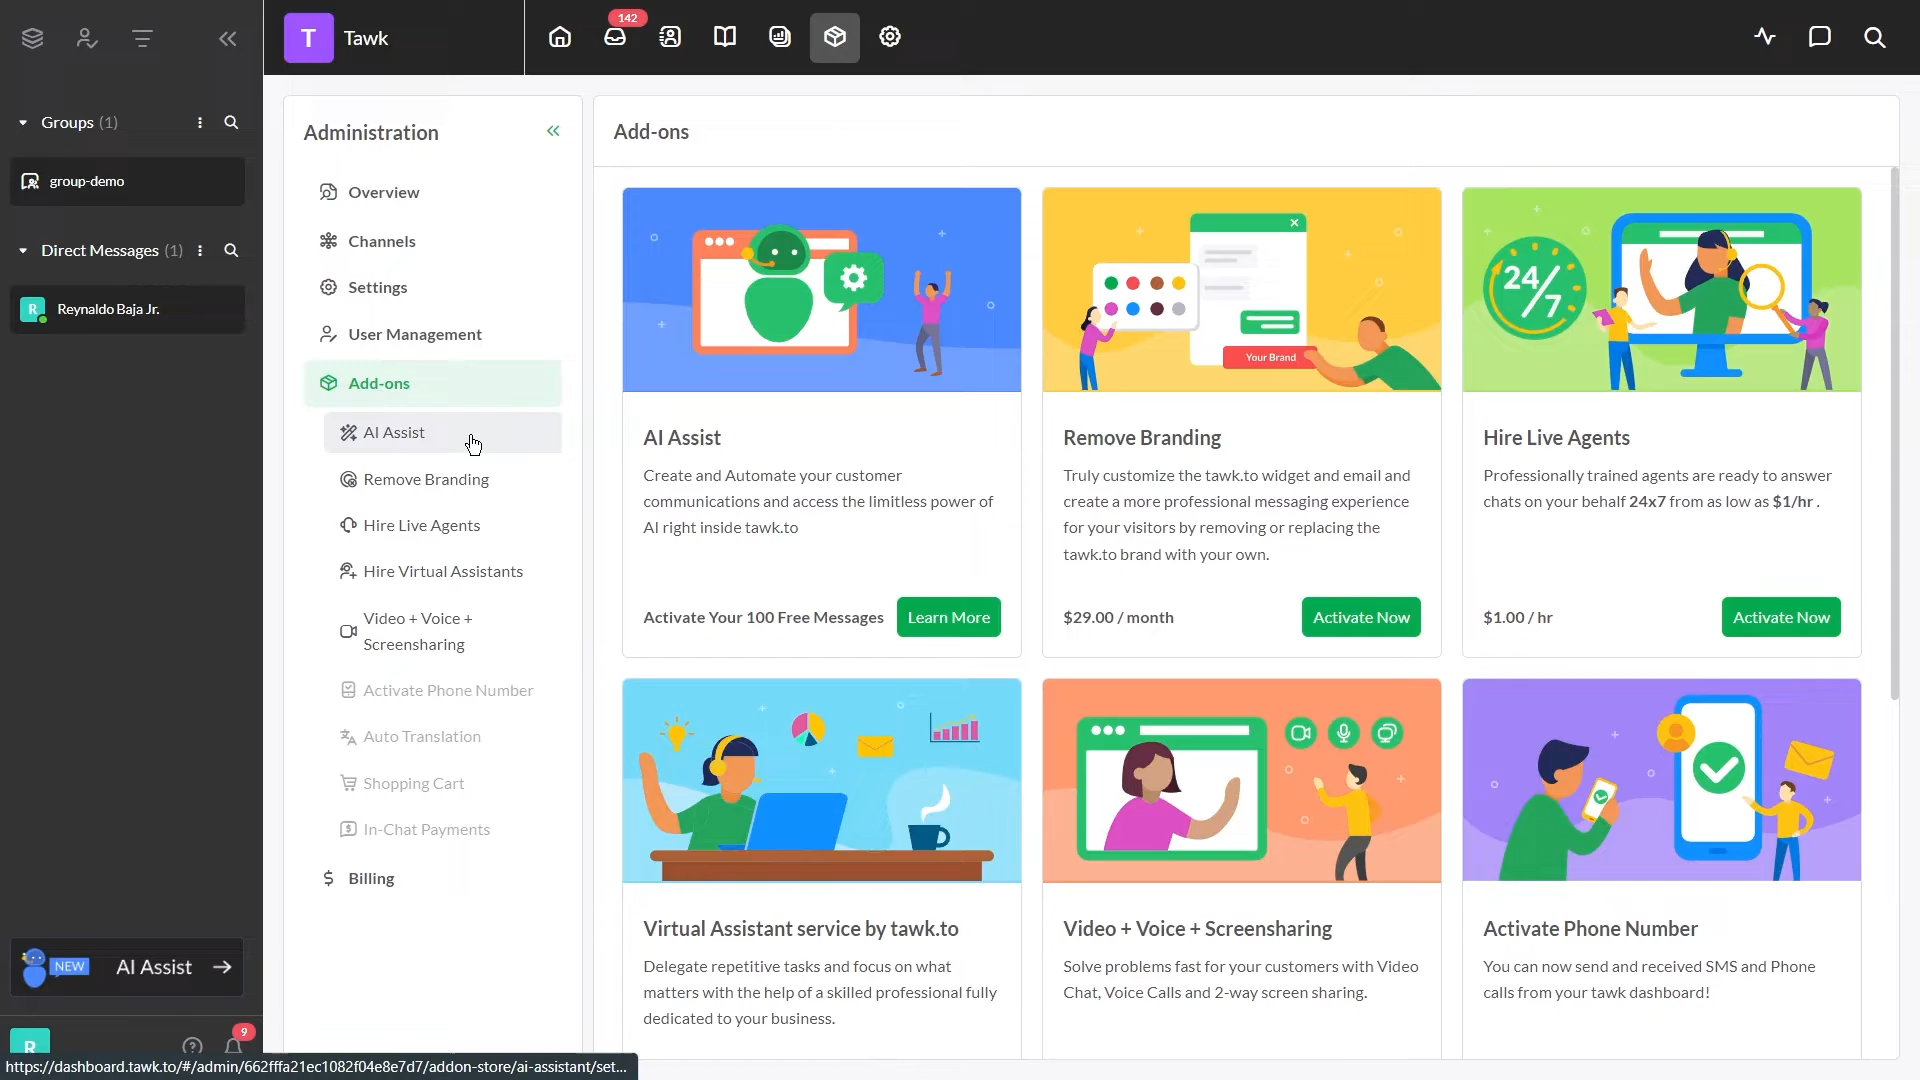 T Tawk 142
Groups (1)
group-demo
Direct Messages (1)
R Reynaldo Baja Jr.
NEW AI Assist
R 9
Administration
Overview
Channels
Settings
User Management
Add-ons
AI Assist
Remove Branding
Hire Live Agents
Hire Virtual Assistants
Video + Voice +
Screensharing
Activate Phone Number
Auto Translation
Shopping Cart
In-Chat Payments
Billing
Add-ons
AI Assist
Create and Automate your customer
communications and access the limitless power of
AI right inside tawk.to
Activate Your 100 Free Messages Learn More
Your Brand
Remove Branding
Truly customize the tawk.to widget and email and
create a more professional messaging experience
for your visitors by removing or replacing the
tawk.to brand with your own.
$29.00 / month Activate Now
24/7
Hire Live Agents
Professionally trained agents are ready to answer
chats on your behalf 24x7 from as low as $1/hr .
$1.00 / hr Activate Now
Virtual Assistant service by tawk.to
Delegate repetitive tasks and focus on what
matters with the help of a skilled professional fully
dedicated to your business.
Video + Voice + Screensharing
Solve problems fast for your customers with Video
Chat, Voice Calls and 2-way screen sharing.
Activate Phone Number
You can now send and received SMS and Phone
calls from your tawk dashboard!
https://dashboard.tawk.to/#/admin/662fffa21ec1082f04e8e7d7/addon-store/ai-assistant/set...